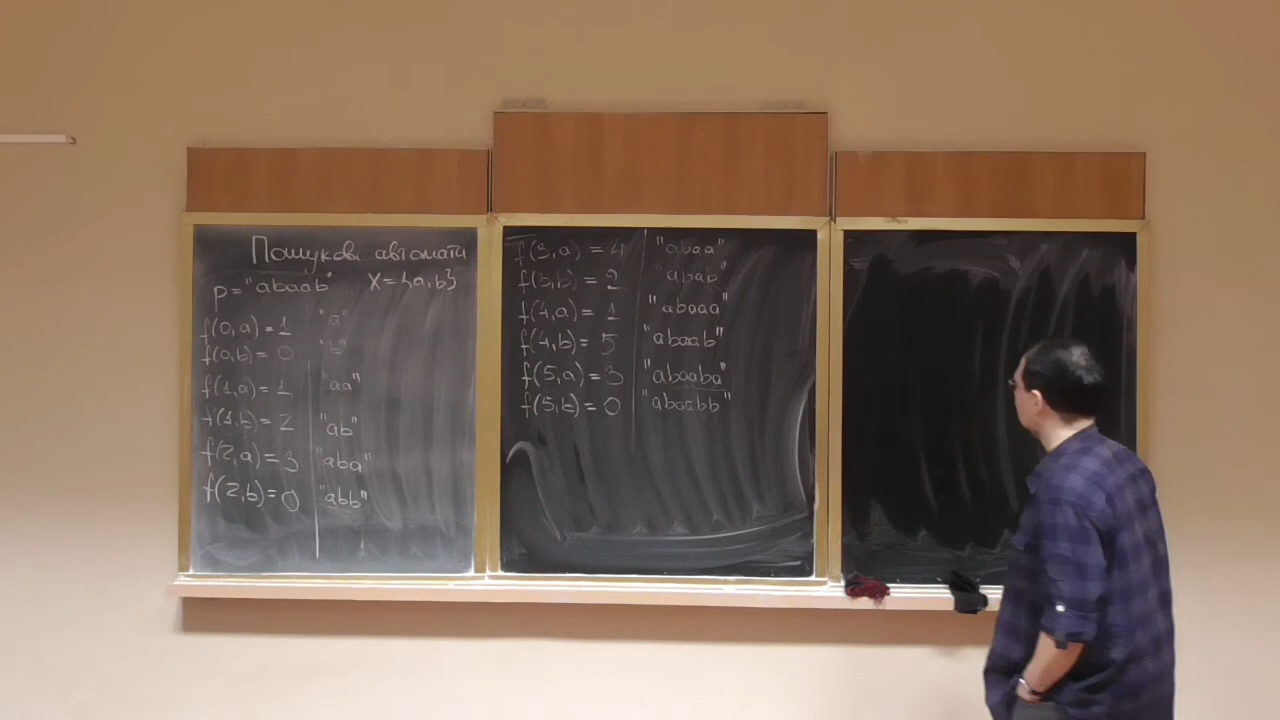 Пошукові автомати
p="abaab" X={a,b}
f(0,a)=1 "a"
f(0,b)=0 "b"
f(1,a)=1 "aa"
f(1,b)=2 "ab"
f(2,a)=3 "aba"
f(2,b)=0 "abb"
f(3,a)=4 "abaa"
f(3,b)=2 "abab"
f(4,a)=1 "abaaa"
f(4,b)=5 "abaab"
f(5,a)=3 "abaaba"
f(5,b)=0 "abaabb"